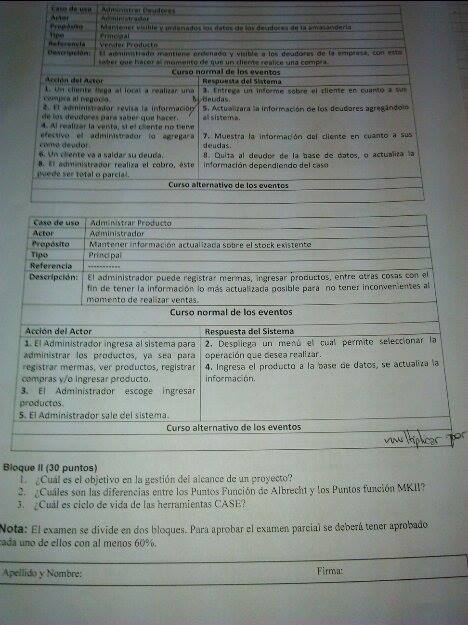 Caso de uso Administrar Deudores
Actor Administrador
Propósito Mantener visible y ordenados los datos de los deudores de la amasandería
Tipo Principal
Referencia Vender Producto
Descripción: El administrado mantiene ordenado y visible a los deudores de la empresa, con esto
saber que hacer al momento de que un cliente realice una compra.
Curso normal de los eventos
Acción del Actor Respuesta del Sistema
1. Un cliente llega al local a realizar una
compra al negocio.
2. El administrador revisa la información
de los deudores para saber que hacer.
4. Al realizar la venta, si el cliente no tiene
efectivo el administrador lo agregara
como deudor.
6. Un cliente va a saldar su deuda.
8. El administrador realiza el cobro, éste
puede ser total o parcial.
3. Entrega un informe sobre el cliente en cuanto a sus
deudas.
5. Actualizara la información de los deudores agregándolo
al sistema.
7. Muestra la información del cliente en cuanto a sus
deudas.
8. Quita al deudor de la base de datos, o actualiza la
información dependiendo del caso
Curso alternativo de los eventos
Caso de uso Administrar Producto
Actor Administrador
Propósito Mantener información actualizada sobre el stock existente
Tipo Principal
Referencia -----------
Descripción: El administrador puede registrar mermas, ingresar productos, entre otras cosas con el
fin de tener la información lo más actualizada posible para no tener inconvenientes al
momento de realizar ventas.
Curso normal de los eventos
Acción del Actor Respuesta del Sistema
1. El Administrador ingresa al sistema para
administrar los productos, ya sea para
registrar mermas, ver productos, registrar
compras y/o ingresar producto.
3. El Administrador escoge ingresar
productos.
5. El Administrador sale del sistema.
2. Despliega un menú el cual permite seleccionar la
operación que desea realizar.
4. Ingresa el producto a la base de datos, se actualiza la
información.
Curso alternativo de los eventos
multiplicar por
Bloque II (30 puntos)
1. ¿Cuál es el objetivo en la gestión del alcance de un proyecto?
2. ¿Cuáles son las diferencias entre los Puntos Función de Albrecht y los Puntos función MKII?
3. ¿Cuál es ciclo de vida de las herramientas CASE?
Nota: El examen se divide en dos bloques. Para aprobar el examen parcial se deberá tener aprobado
cada uno de ellos con al menos 60%.
Apellido y Nombre: Firma: